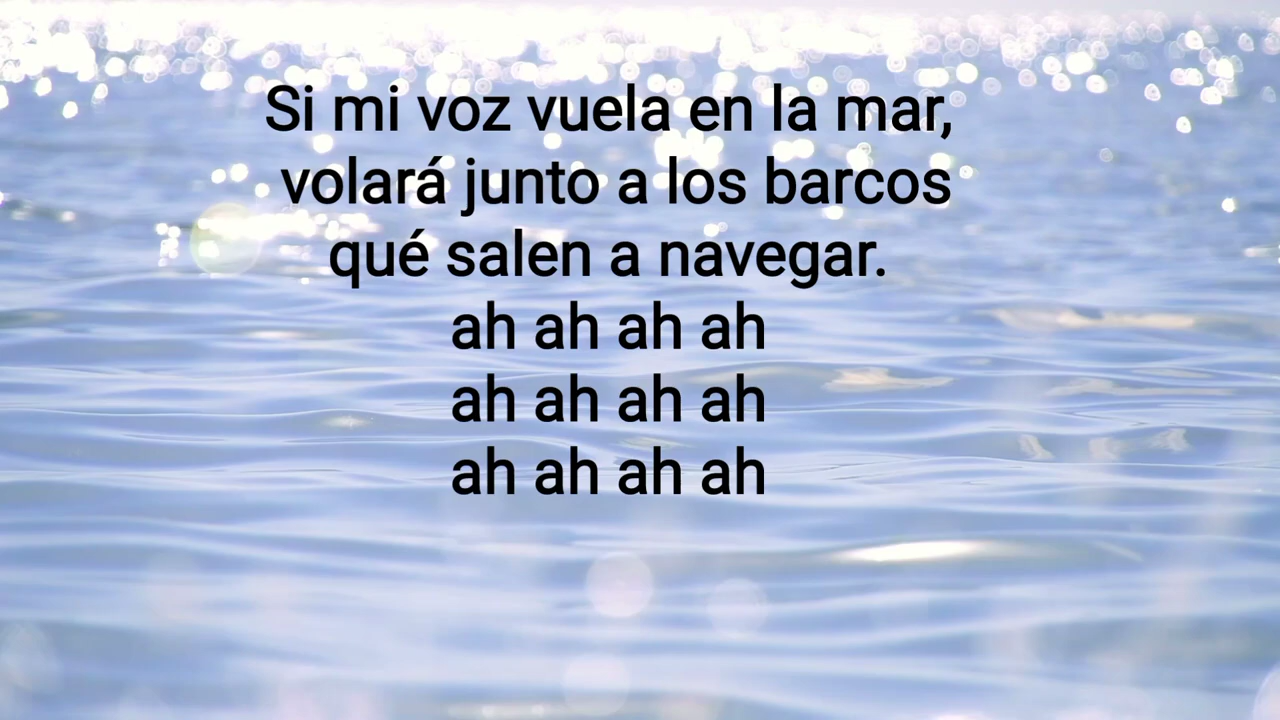 Si mi voz vuela en la mar,
volará junto a los barcos
qué salen a navegar.
ah ah ah ah
ah ah ah ah
ah ah ah ah